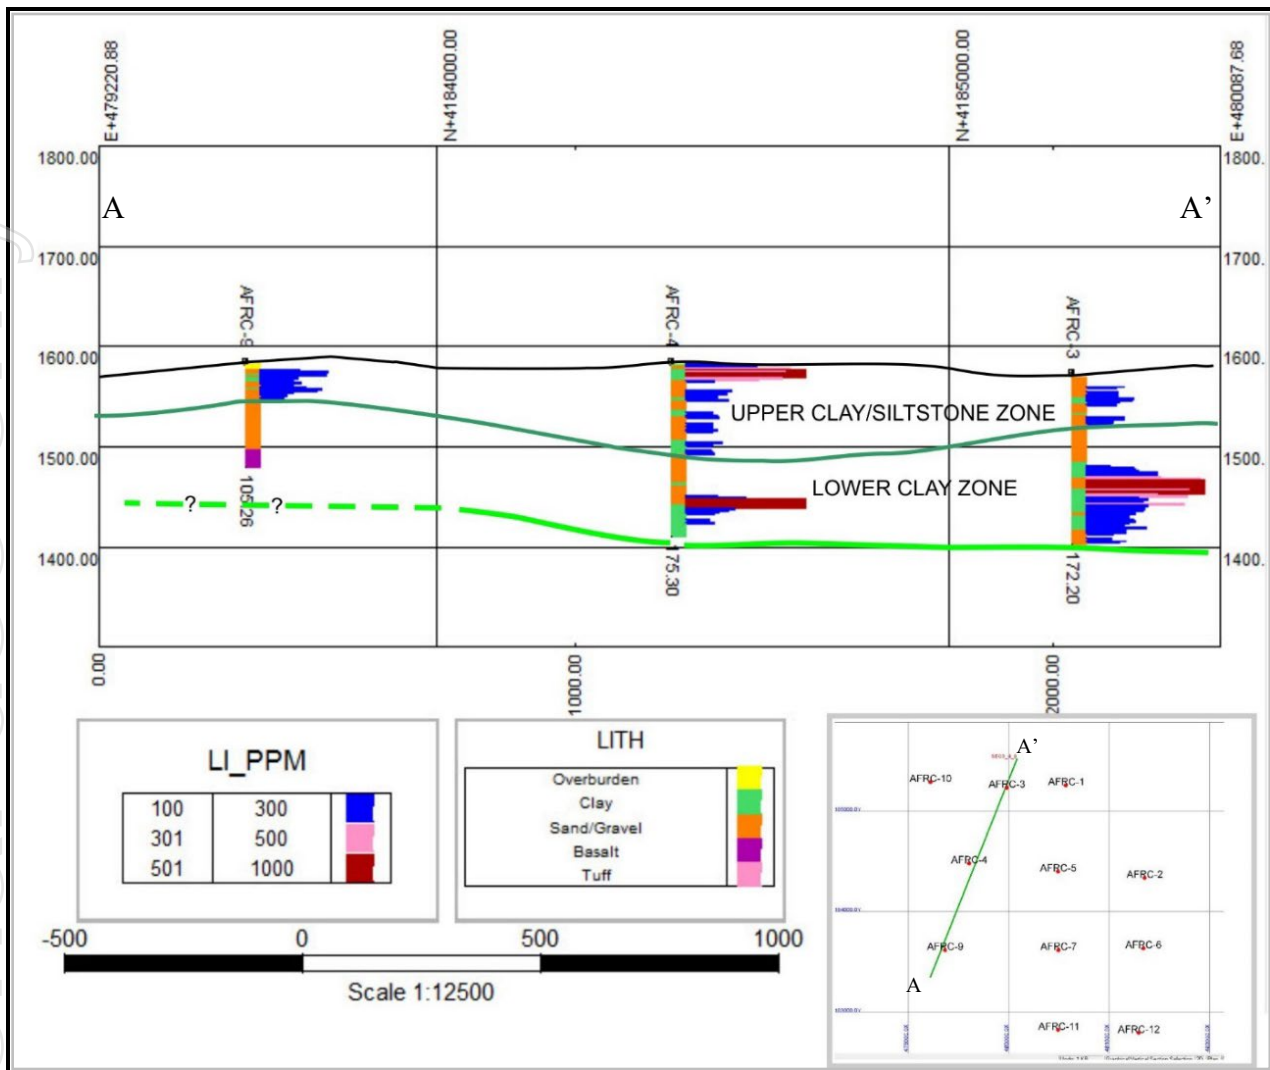 E+479220.88
N+4184000.00
N+4185000.00
E+480087.68
1800.00
1800.
A
A’
1700.00
1700.
AFRC-9
AFRC-4
AFRC-3
1600.00
1600.
UPPER CLAY/SILTSTONE ZONE
1500.00
1500.
LOWER CLAY ZONE
105.26
? ?
1400.00
1400.
175.30
172.20
0.00
1000.00
2000.00
LI_PPM
100 300
301 500
501 1000
LITH
Overburden
Clay
Sand/Gravel
Basalt
Tuff
-500 0 500 1000
Scale 1:12500
A’
AFRC-10
AFRC-3
AFRC-1
AFRC-4
AFRC-5
AFRC-2
AFRC-9
AFRC-7
AFRC-6
A
AFRC-11
AFRC-12